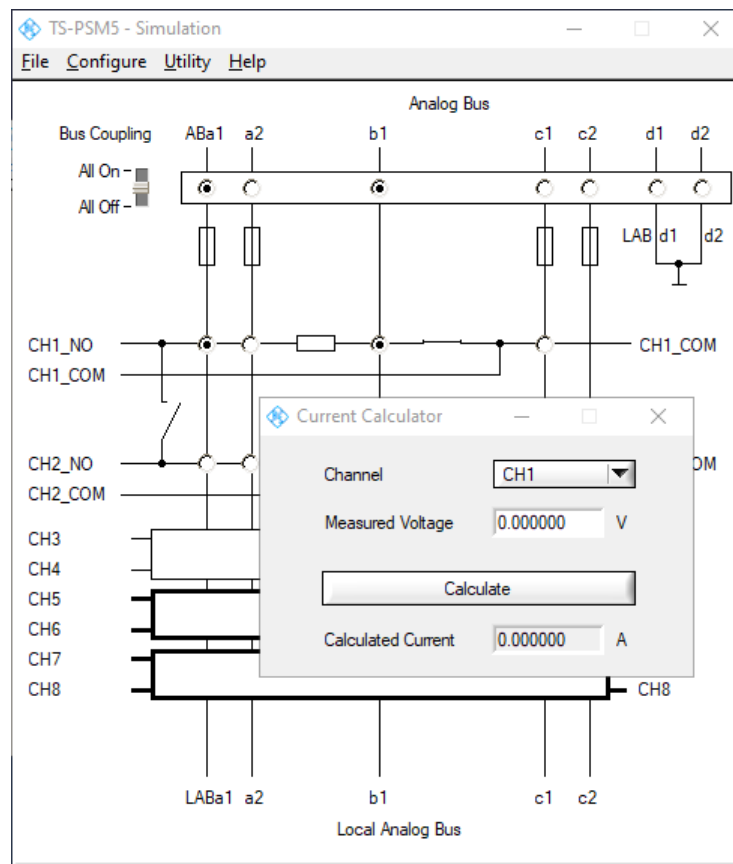 TS-PSM5 - Simulation
File Configure Utility Help
Analog Bus
Bus Coupling ABa1 a2 b1 c1 c2 d1 d2
All On
All Off
LAB d1 d2
CH1_NO CH1_COM
CH1_COM
Current Calculator
CH2_NO OM
Channel CH1
CH2_COM
Measured Voltage 0.000000 V
CH3
CH4
Calculate
CH5
CH6
Calculated Current 0.000000 A
CH7
CH8 CH8
LABa1 a2 b1 c1 c2
Local Analog Bus